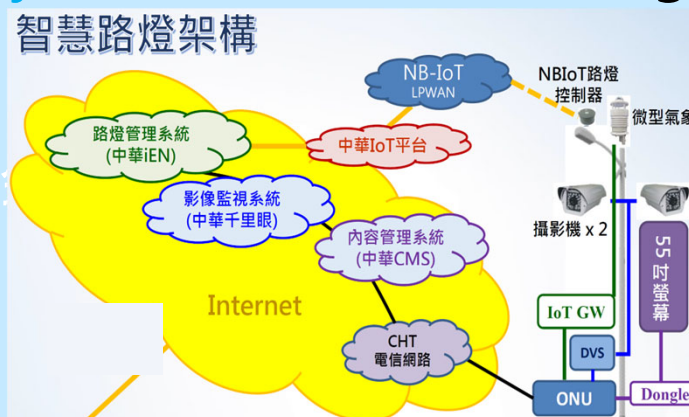 智慧路燈架構
NB-IoT
LPWAN
NBIoT路燈
控制器
微型氣象
路燈管理系統
(中華iEN)
中華IoT平台
影像監視系統
(中華千里眼)
攝影機 x 2
內容管理系統
(中華CMS)
55吋螢幕
Internet
IoT GW
CHT
電信網路
DVS
ONU
Dongle